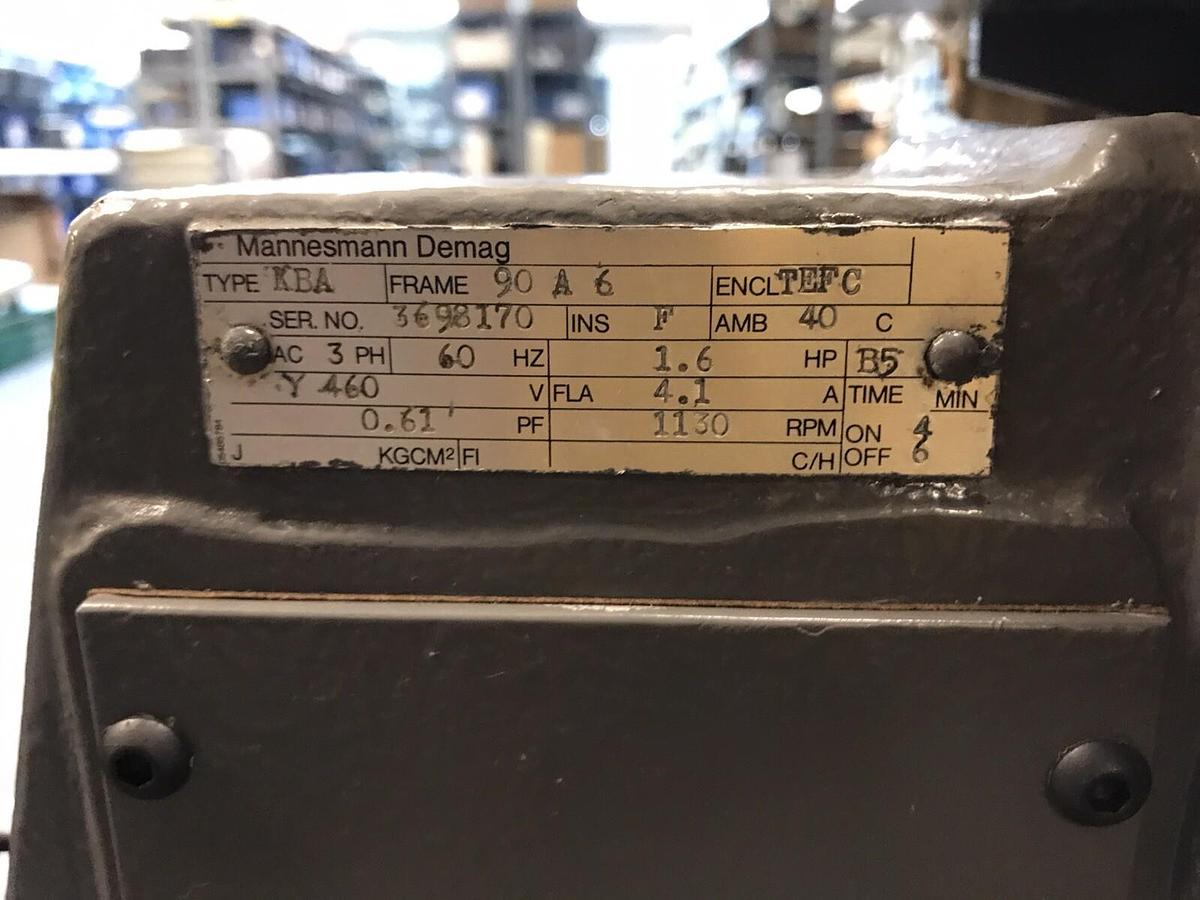 Mannesmann Demag
TYPE KBA FRAME 90 A 6 ENCL TEFC
SER. NO. 3698170 INS F AMB 40 C
AC 3 PH 60 HZ 1.6 HP B5
Y 460 V FLA 4.1 A TIME MIN
0.61 PF 1130 RPM ON 4
J KGCM² FI C/H OFF 6